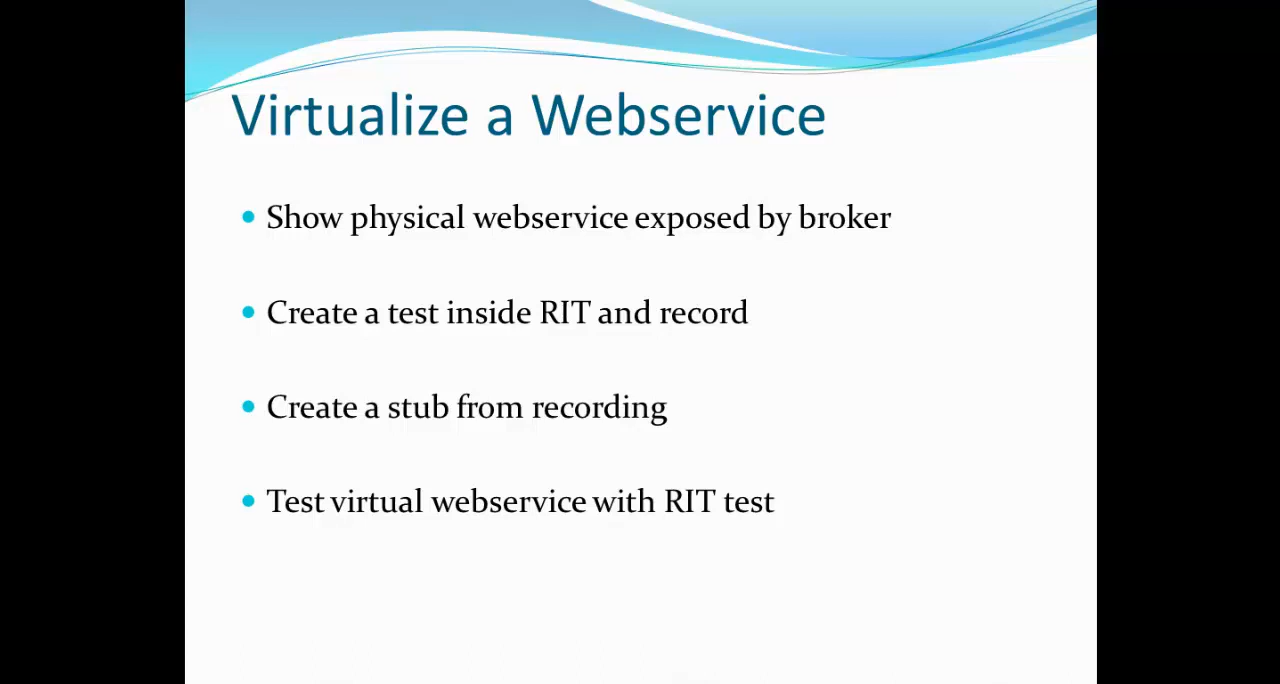 Virtualize a Webservice
Show physical webservice exposed by broker
Create a test inside RIT and record
Create a stub from recording
Test virtual webservice with RIT test